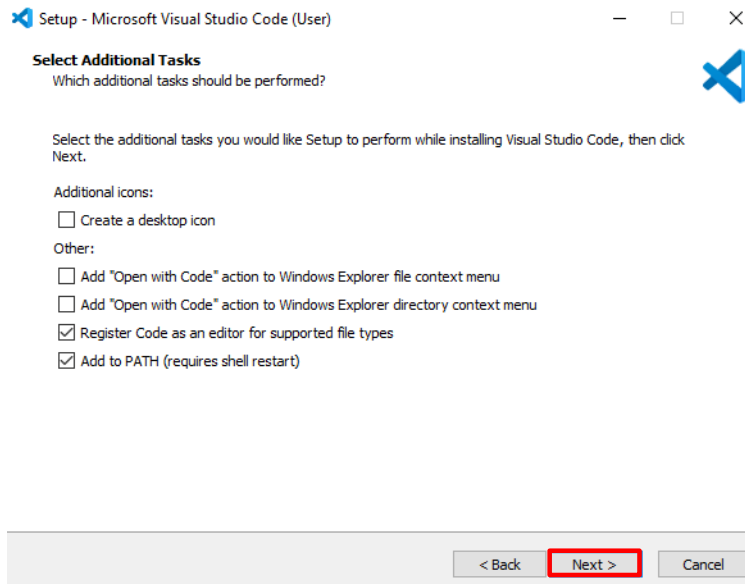 Setup - Microsoft Visual Studio Code (User)
Select Additional Tasks
Which additional tasks should be performed?
Select the additional tasks you would like Setup to perform while installing Visual Studio Code, then click
Next.
Additional icons:
Create a desktop icon
Other:
Add "Open with Code" action to Windows Explorer file context menu
Add "Open with Code" action to Windows Explorer directory context menu
Register Code as an editor for supported file types
Add to PATH (requires shell restart)
< Back Next > Cancel